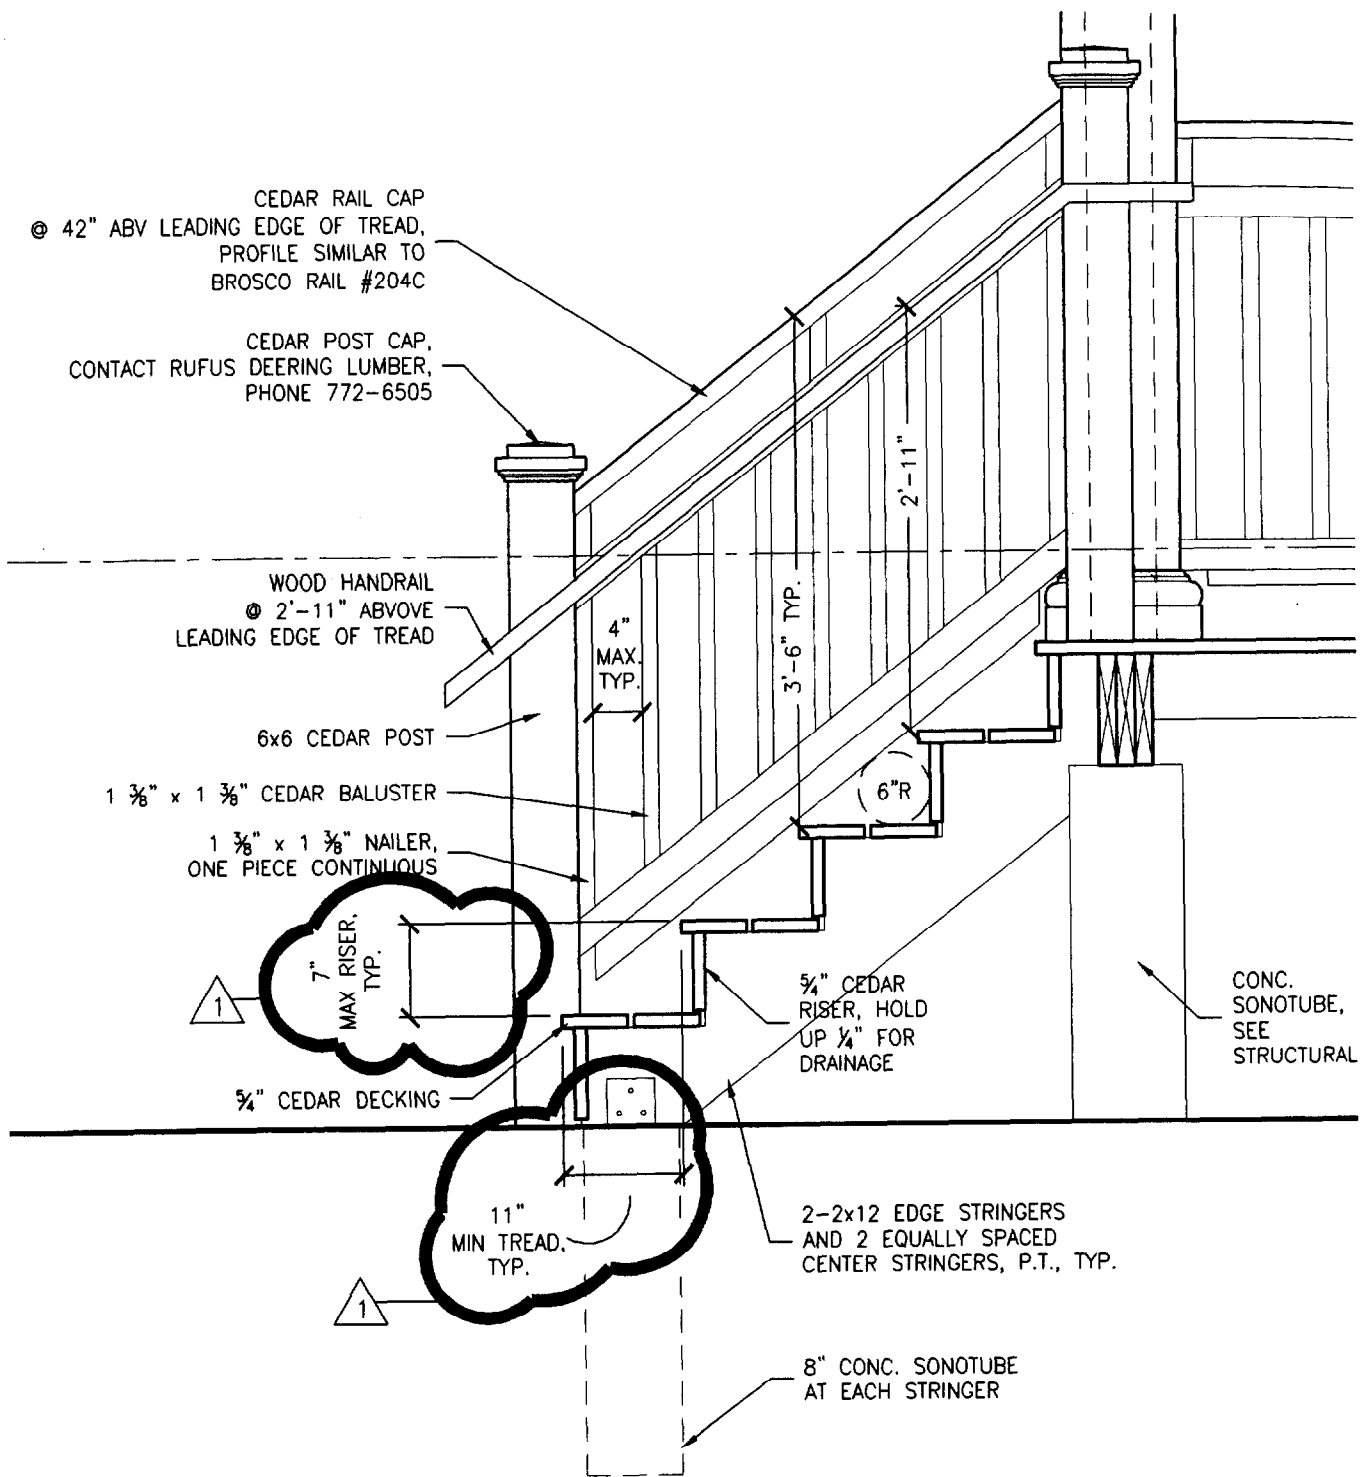 CEDAR RAIL CAP
@ 42" ABV LEADING EDGE OF TREAD,
PROFILE SIMILAR TO
BROSCO RAIL #204C
CEDAR POST CAP,
CONTACT RUFUS DEERING LUMBER,
PHONE 772-6505
WOOD HANDRAIL
@ 2'-11" ABVOVE
LEADING EDGE OF TREAD
4"
MAX.
TYP.
3'-6" TYP.
2'-11"
6x6 CEDAR POST
6"R
1 3/8" x 1 3/8" CEDAR BALUSTER
1 3/8" x 1 3/8" NAILER,
ONE PIECE CONTINUOUS
7"
MAX RISER,
TYP.
1
5/4" CEDAR
RISER, HOLD
UP 1/4" FOR
DRAINAGE
CONC.
SONOTUBE,
SEE
STRUCTURAL
5/4" CEDAR DECKING
11"
MIN TREAD.
TYP.
1
2-2x12 EDGE STRINGERS
AND 2 EQUALLY SPACED
CENTER STRINGERS, P.T., TYP.
8" CONC. SONOTUBE
AT EACH STRINGER